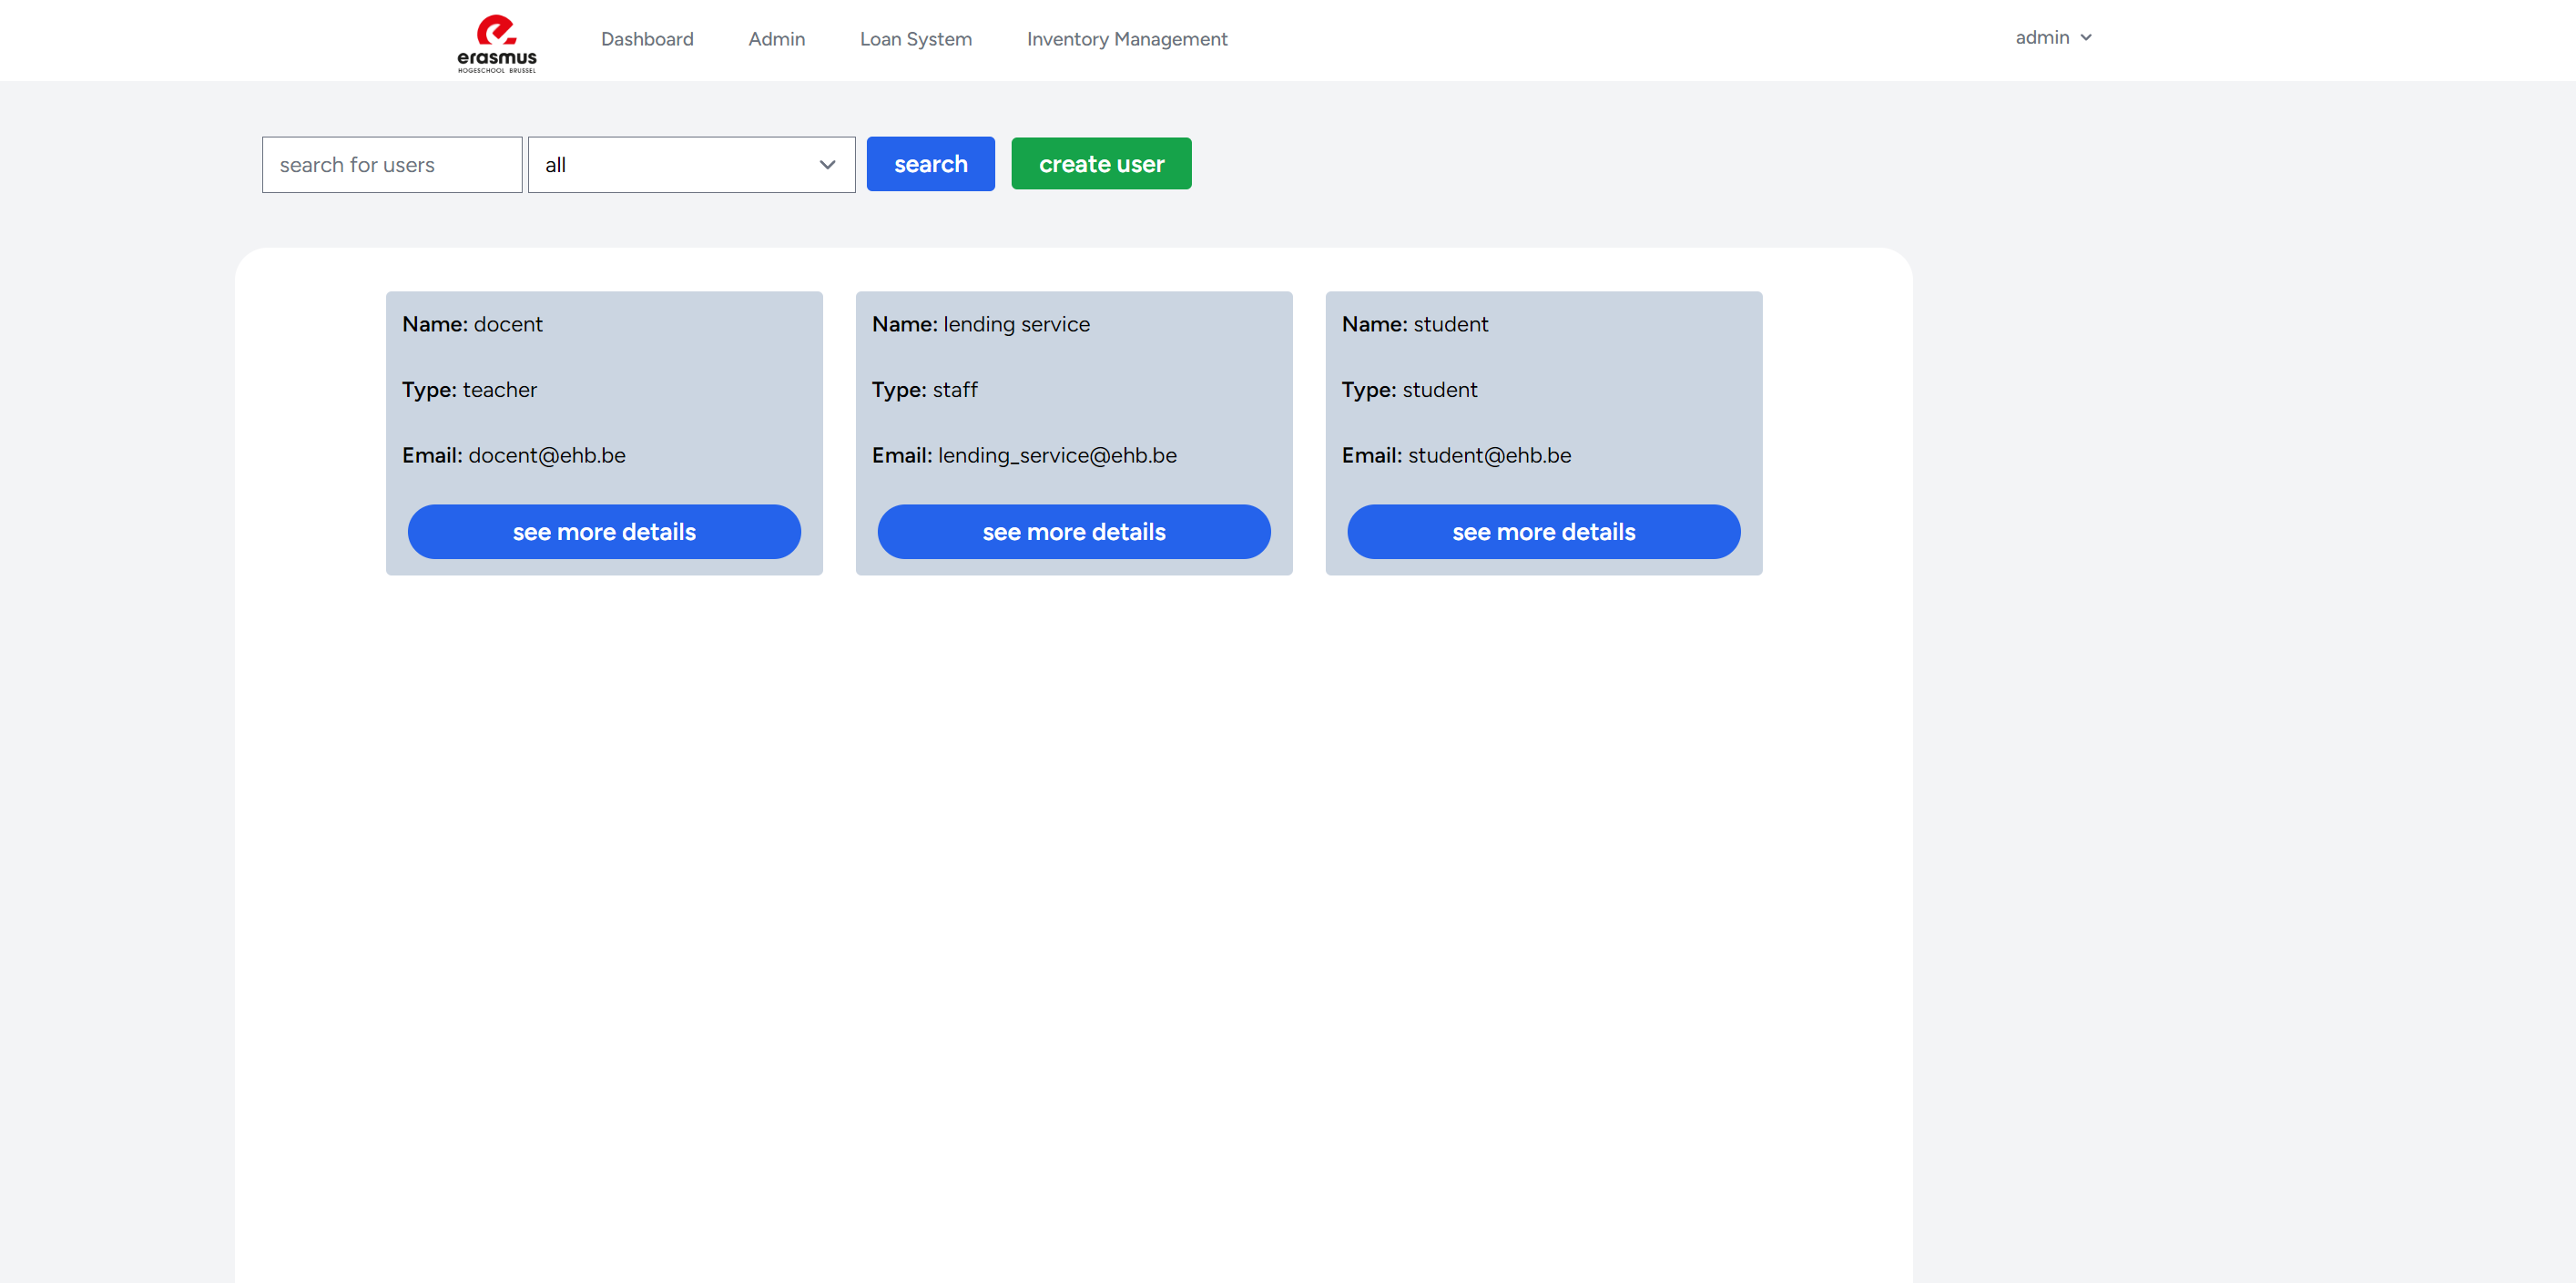 erasmus
HOGESCHOOL BRUSSEL
Dashboard Admin Loan System Inventory Management admin
search for users all search create user
Name: docent
Type: teacher
Email: docent@ehb.be
see more details
Name: lending service
Type: staff
Email: lending_service@ehb.be
see more details
Name: student
Type: student
Email: student@ehb.be
see more details